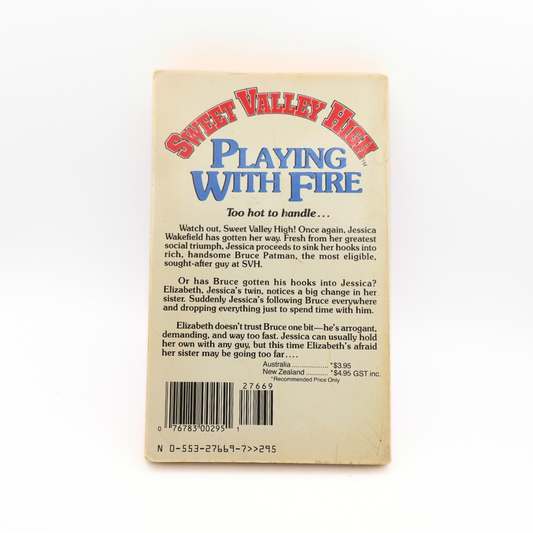 SWEET VALLEY HIGH™
PLAYING
WITH FIRE
Too hot to handle...
Watch out, Sweet Valley High! Once again, Jessica
Wakefield has gotten her way. Fresh from her greatest
social triumph, Jessica proceeds to sink her hooks into
rich, handsome Bruce Patman, the most eligible,
sought-after guy at SVH.
Or has Bruce gotten his hooks into Jessica?
Elizabeth, Jessica's twin, notices a big change in her
sister. Suddenly Jessica's following Bruce everywhere
and dropping everything just to spend time with him.
Elizabeth doesn't trust Bruce one bit—he's arrogant,
demanding, and way too fast. Jessica can usually hold
her own with any guy, but this time Elizabeth's afraid
her sister may be going too far....
Australia .................. *$3.95
New Zealand ........... *$4.95 GST inc.
*Recommended Price Only
27669
0 76783 00295 1
N 0-553-27669-7>>295